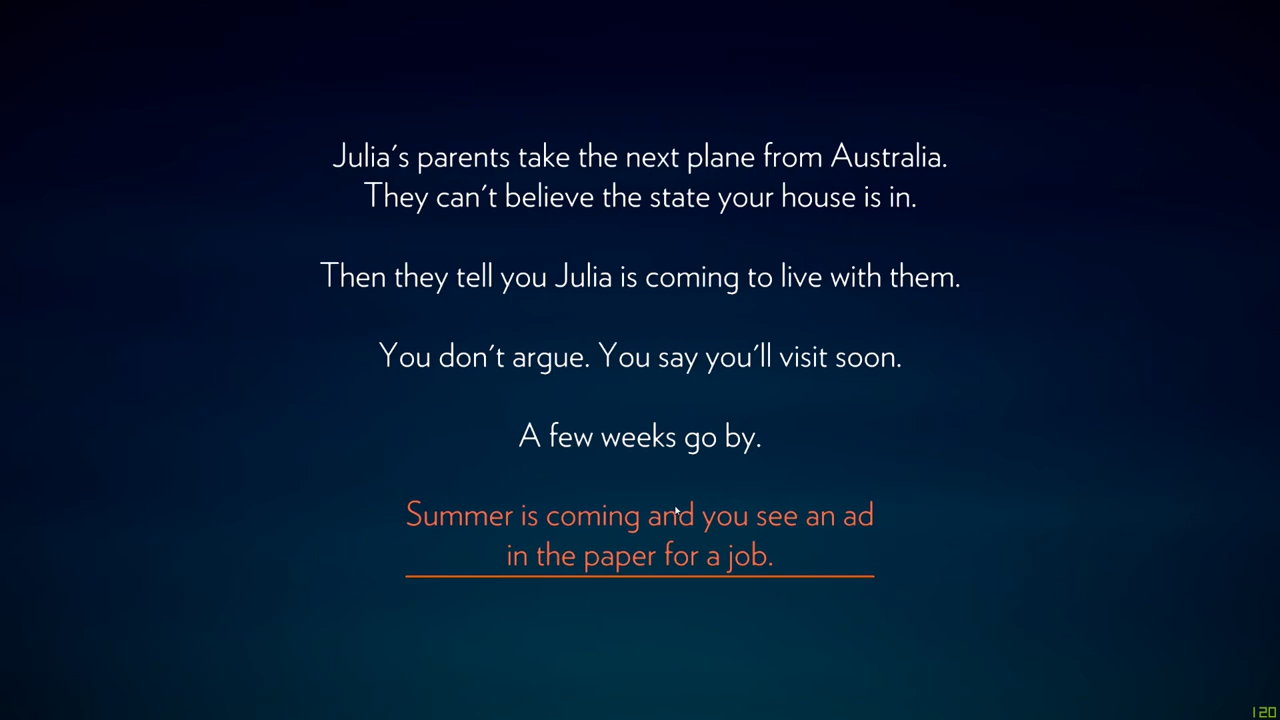 Julia's parents take the next plane from Australia.
They can't believe the state your house is in.
Then they tell you Julia is coming to live with them.
You don't argue. You say you'll visit soon.
A few weeks go by.
Summer is coming and you see an ad
in the paper for a job.
120